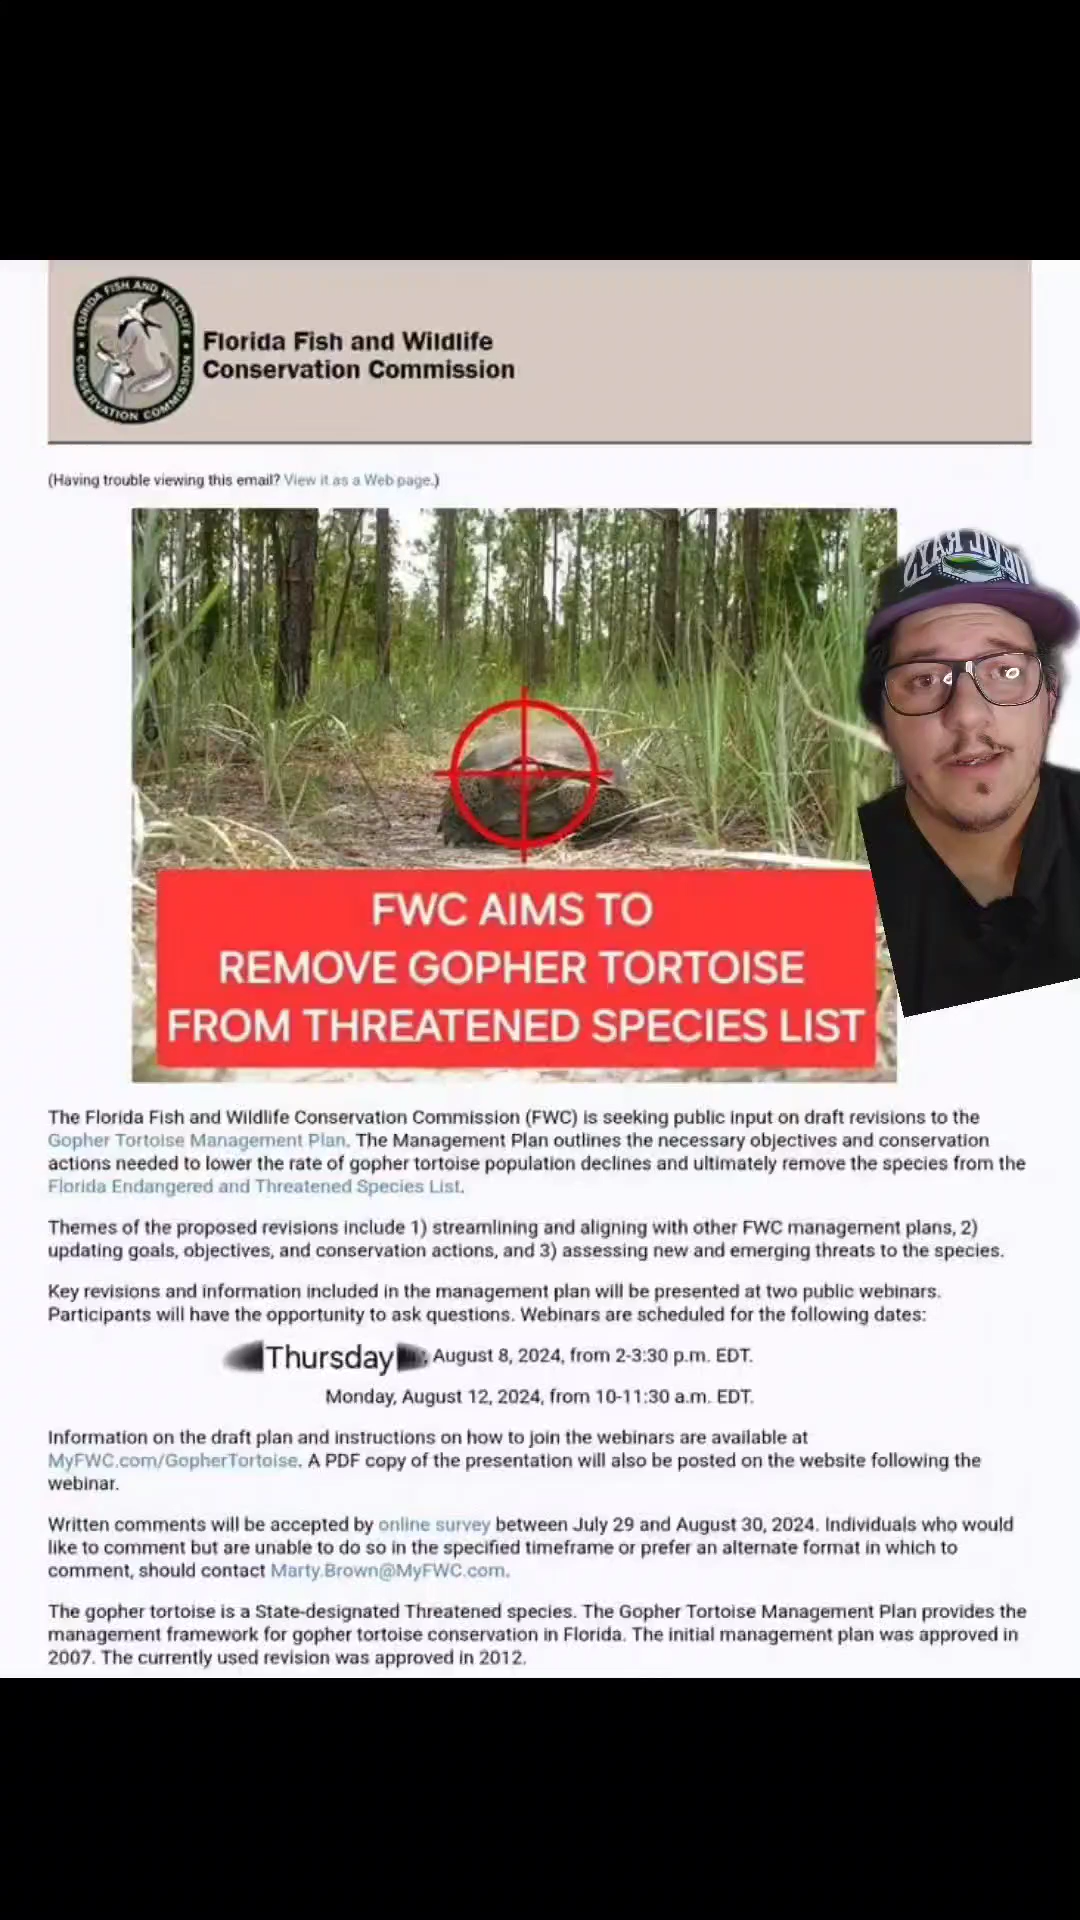 FLORIDA FISH AND WILDLIFE
CONSERVATION COMMISSION
Florida Fish and Wildlife
Conservation Commission
(Having trouble viewing this email? View it as a Web page.)
DEVIL RAYS
FWC AIMS TO
REMOVE GOPHER TORTOISE
FROM THREATENED SPECIES LIST
The Florida Fish and Wildlife Conservation Commission (FWC) is seeking public input on draft revisions to the
Gopher Tortoise Management Plan. The Management Plan outlines the necessary objectives and conservation
actions needed to lower the rate of gopher tortoise population declines and ultimately remove the species from the
Florida Endangered and Threatened Species List.
Themes of the proposed revisions include 1) streamlining and aligning with other FWC management plans, 2)
updating goals, objectives, and conservation actions, and 3) assessing new and emerging threats to the species.
Key revisions and information included in the management plan will be presented at two public webinars.
Participants will have the opportunity to ask questions. Webinars are scheduled for the following dates:
Thursday, August 8, 2024, from 2-3:30 p.m. EDT.
Monday, August 12, 2024, from 10-11:30 a.m. EDT.
Information on the draft plan and instructions on how to join the webinars are available at
MyFWC.com/GopherTortoise. A PDF copy of the presentation will also be posted on the website following the
webinar.
Written comments will be accepted by online survey between July 29 and August 30, 2024. Individuals who would
like to comment but are unable to do so in the specified timeframe or prefer an alternate format in which to
comment, should contact Marty.Brown@MyFWC.com.
The gopher tortoise is a State-designated Threatened species. The Gopher Tortoise Management Plan provides the
management framework for gopher tortoise conservation in Florida. The initial management plan was approved in
2007. The currently used revision was approved in 2012.